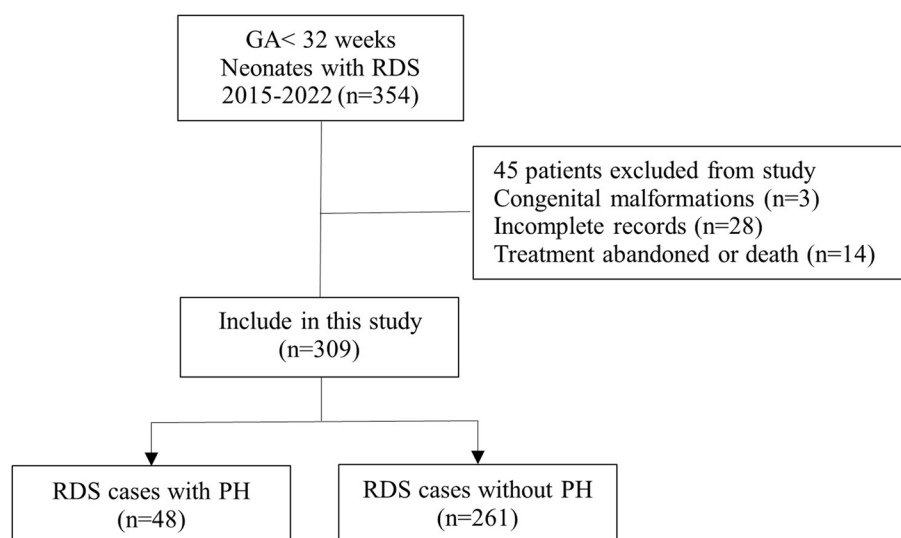 GA< 32 weeks
Neonates with RDS
2015-2022 (n=354)
45 patients excluded from study
Congenital malformations (n=3)
Incomplete records (n=28)
Treatment abandoned or death (n=14)
Include in this study
(n=309)
RDS cases with PH
(n=48)
RDS cases without PH
(n=261)